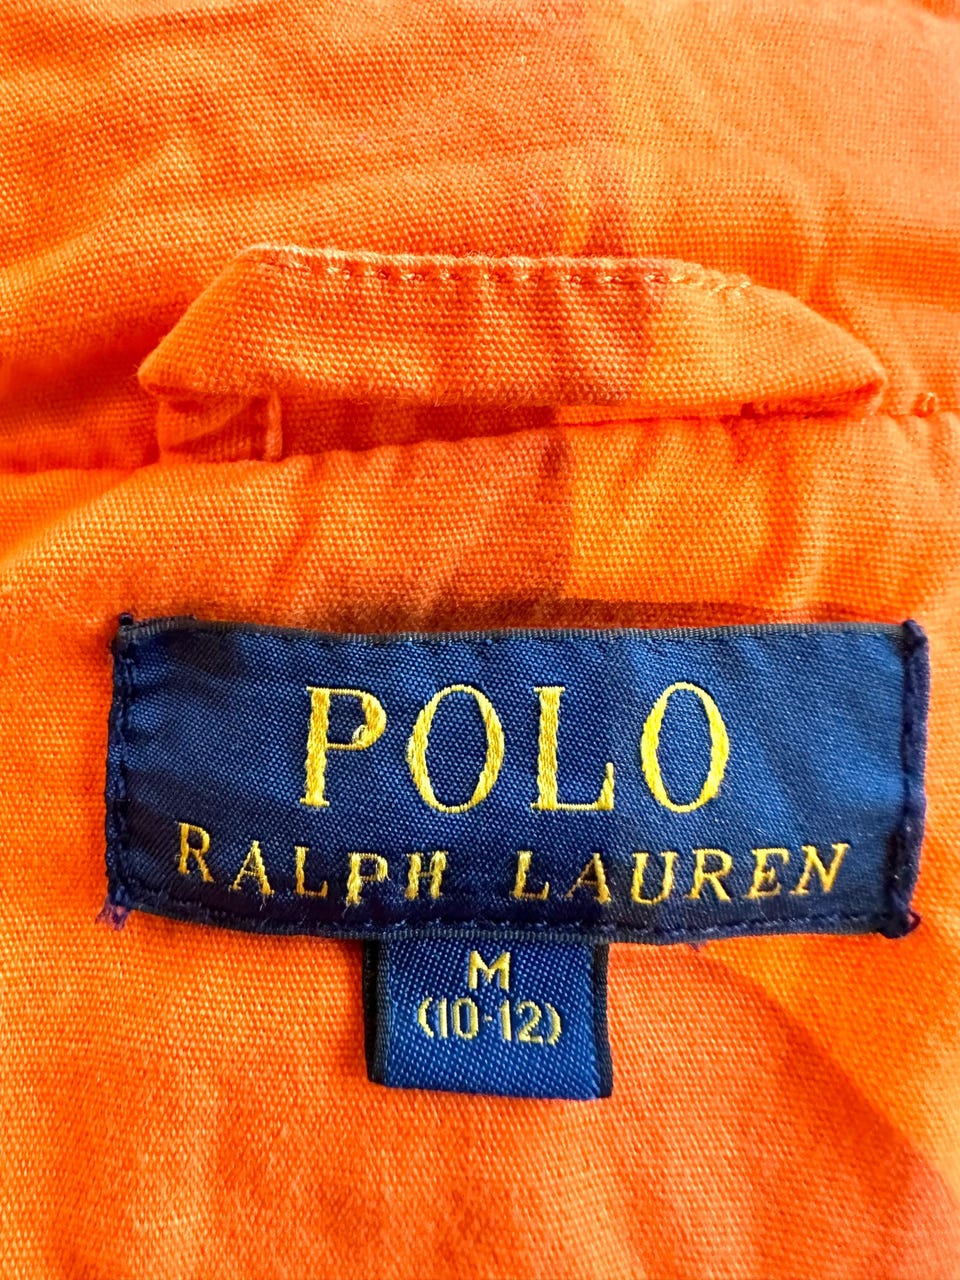 POLO
RALPH LAUREN
M
(10-12)